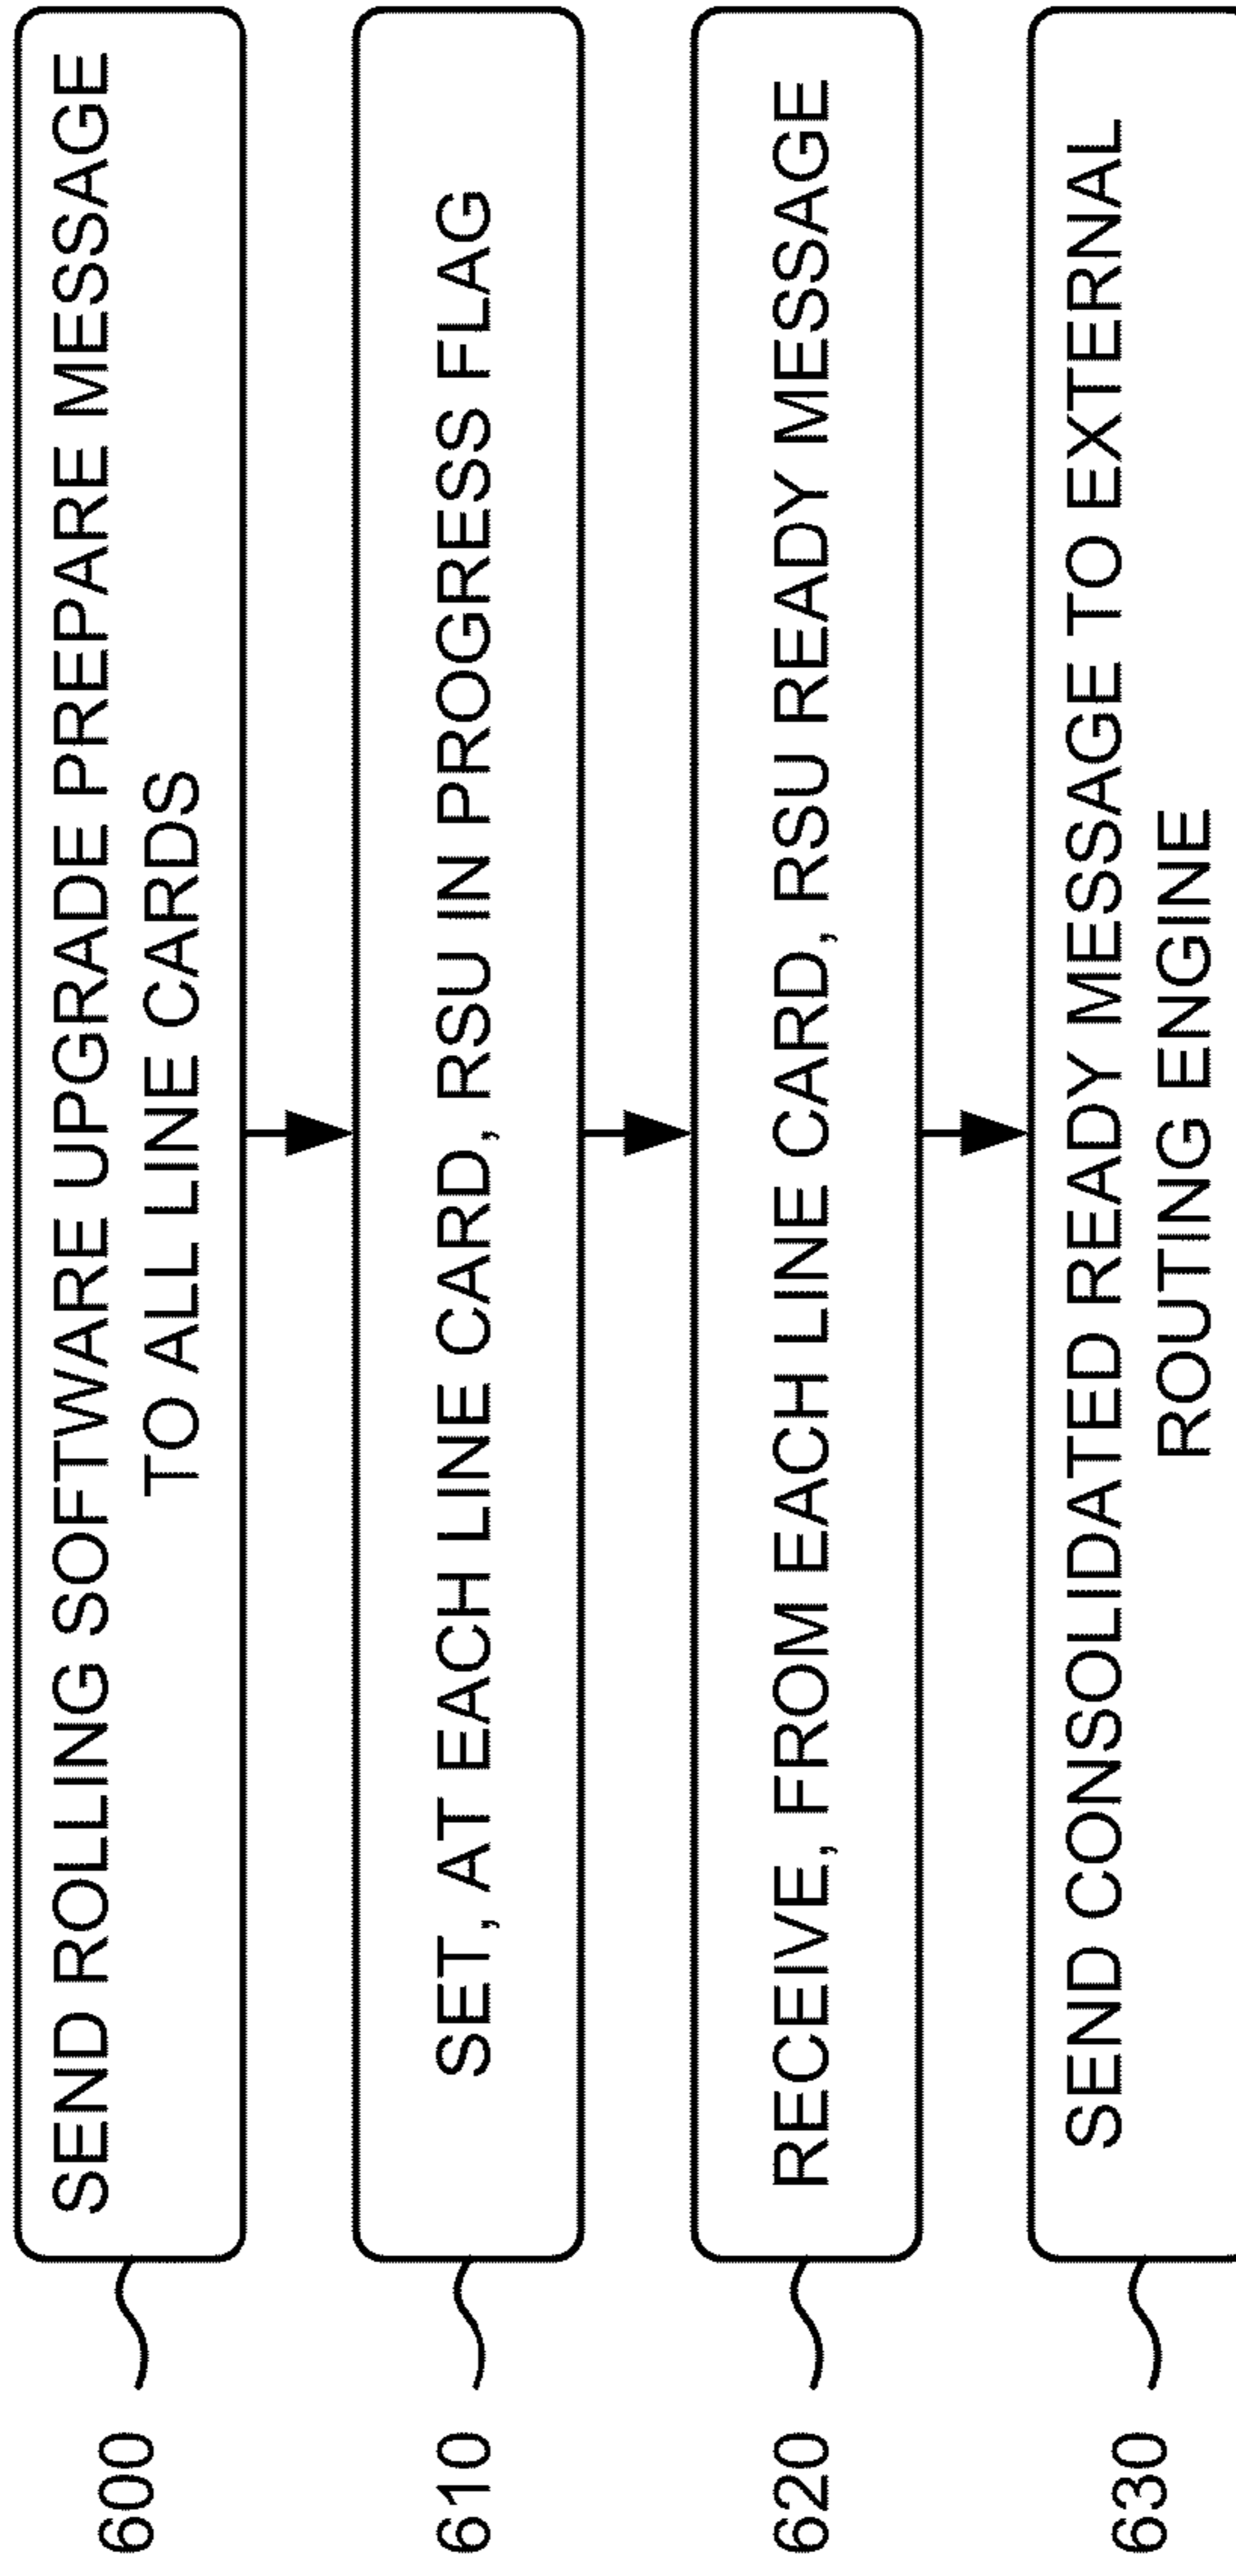 600
SEND ROLLING SOFTWARE UPGRADE PREPARE MESSAGE
TO ALL LINE CARDS
610
SET, AT EACH LINE CARD, RSU IN PROGRESS FLAG
620
RECEIVE, FROM EACH LINE CARD, RSU READY MESSAGE
630
SEND CONSOLIDATED READY MESSAGE TO EXTERNAL
ROUTING ENGINE